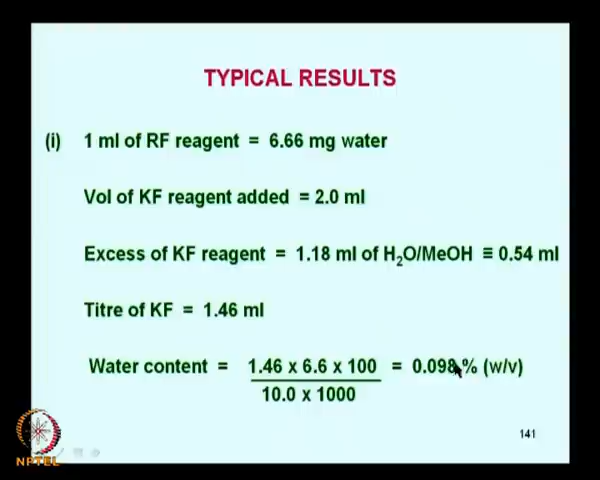 TYPICAL RESULTS
(i) 1 ml of RF reagent = 6.66 mg water
Vol of KF reagent added = 2.0 ml
Excess of KF reagent = 1.18 ml of H₂O/MeOH ≡ 0.54 ml
Titre of KF = 1.46 ml
Water content = 1.46 x 6.6 x 100 = 0.098 % (w/v)
10.0 x 1000
141
NPTEL